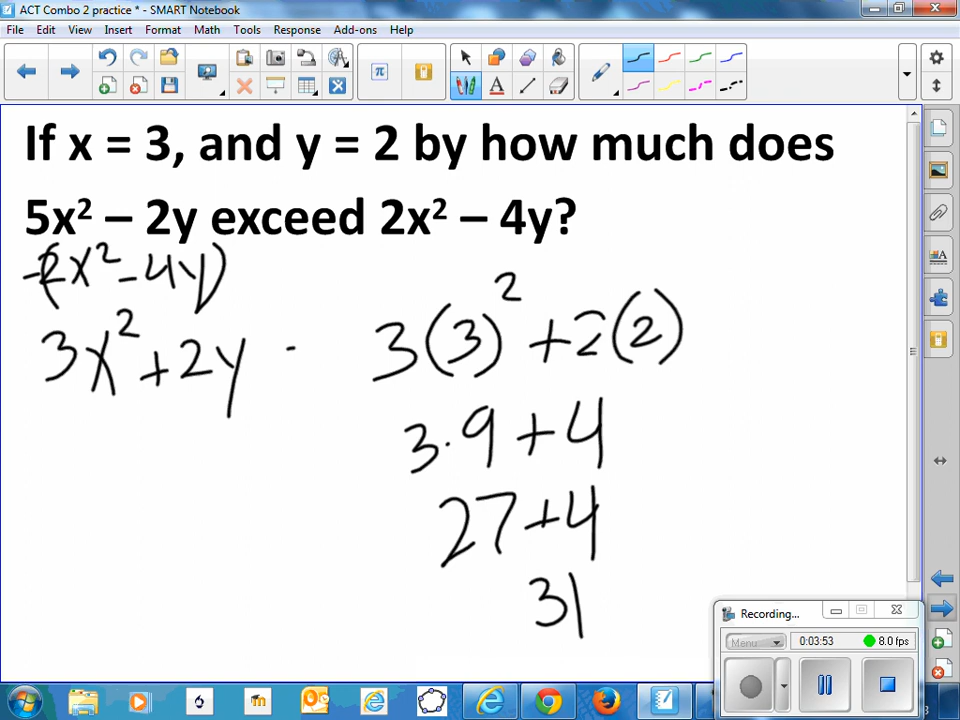 ACT Combo 2 practice * - SMART Notebook
File Edit View Insert Format Math Tools Response Add-ons Help
If x = 3, and y = 2 by how much does
5x² – 2y exceed 2x² – 4y?
-(2x² - 4y)
3x² + 2y -
3(3)² + 2(2)
3·9 + 4
27 + 4
31
Recording...
Menu 0:03:53 8.0 fps